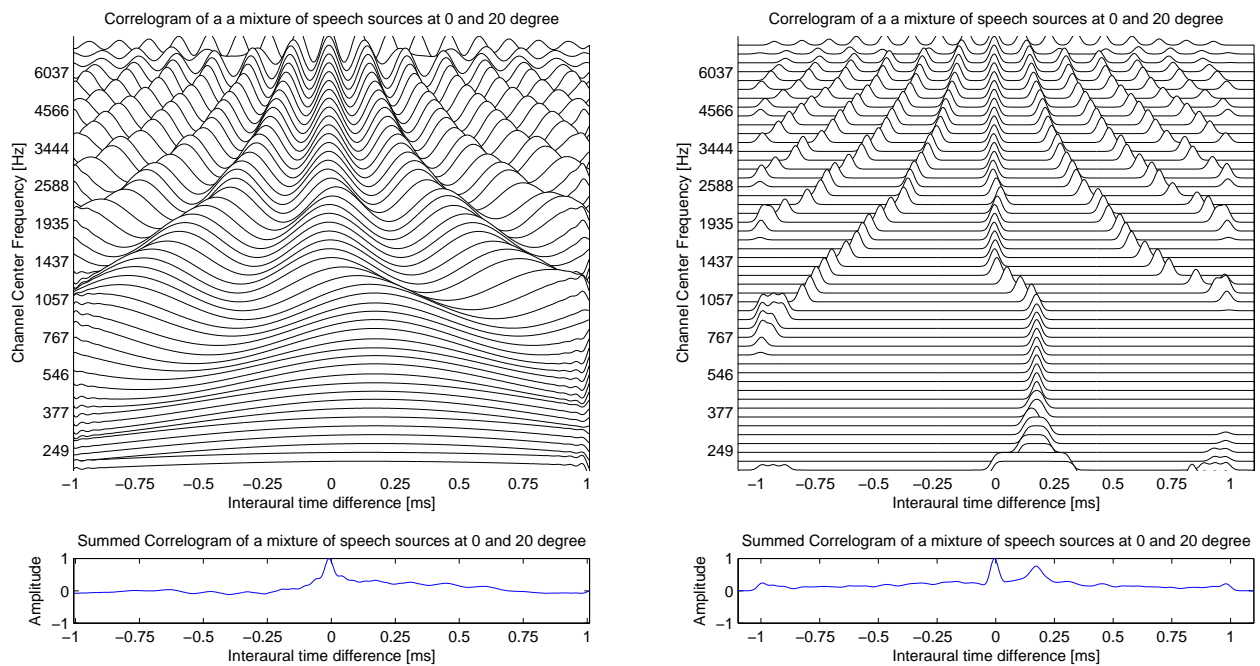 Correlogram of a a mixture of speech sources at 0 and 20 degree
Channel Center Frequency [Hz]
6037
4566
3444
2588
1935
1437
1057
767
546
377
249
−1 −0.75 −0.5 −0.25 0 0.25 0.5 0.75 1
Interaural time difference [ms]
Summed Correlogram of a mixture of speech sources at 0 and 20 degree
Amplitude
1
0
−1
−1 −0.75 −0.5 −0.25 0 0.25 0.5 0.75 1
Interaural time difference [ms]
Correlogram of a a mixture of speech sources at 0 and 20 degree
Channel Center Frequency [Hz]
6037
4566
3444
2588
1935
1437
1057
767
546
377
249
−1 −0.75 −0.5 −0.25 0 0.25 0.5 0.75 1
Interaural time difference [ms]
Summed Correlogram of a mixture of speech sources at 0 and 20 degree
Amplitude
1
0
−1
−1 −0.75 −0.5 −0.25 0 0.25 0.5 0.75 1
Interaural time difference [ms]